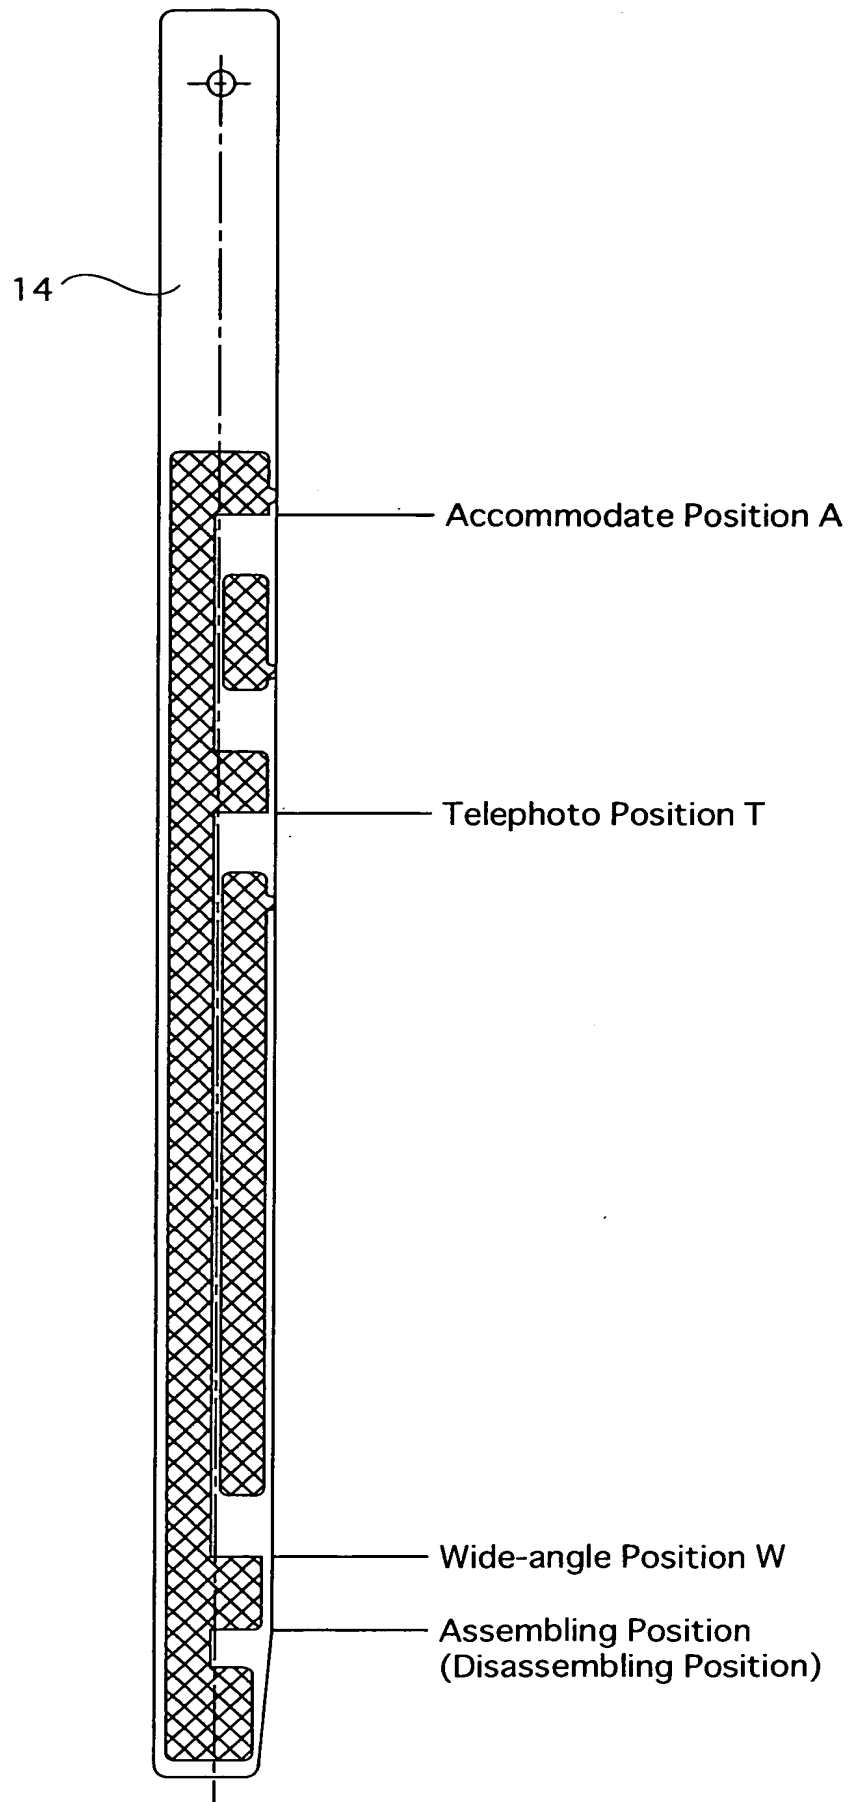 14
Accommodate Position A
Telephoto Position T
Wide-angle Position W
Assembling Position
(Disassembling Position)